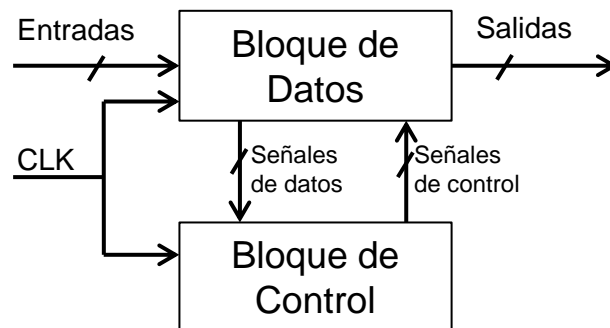 Entradas
Bloque de
Datos
Salidas
CLK
Señales
de datos
Señales
de control
Bloque de
Control